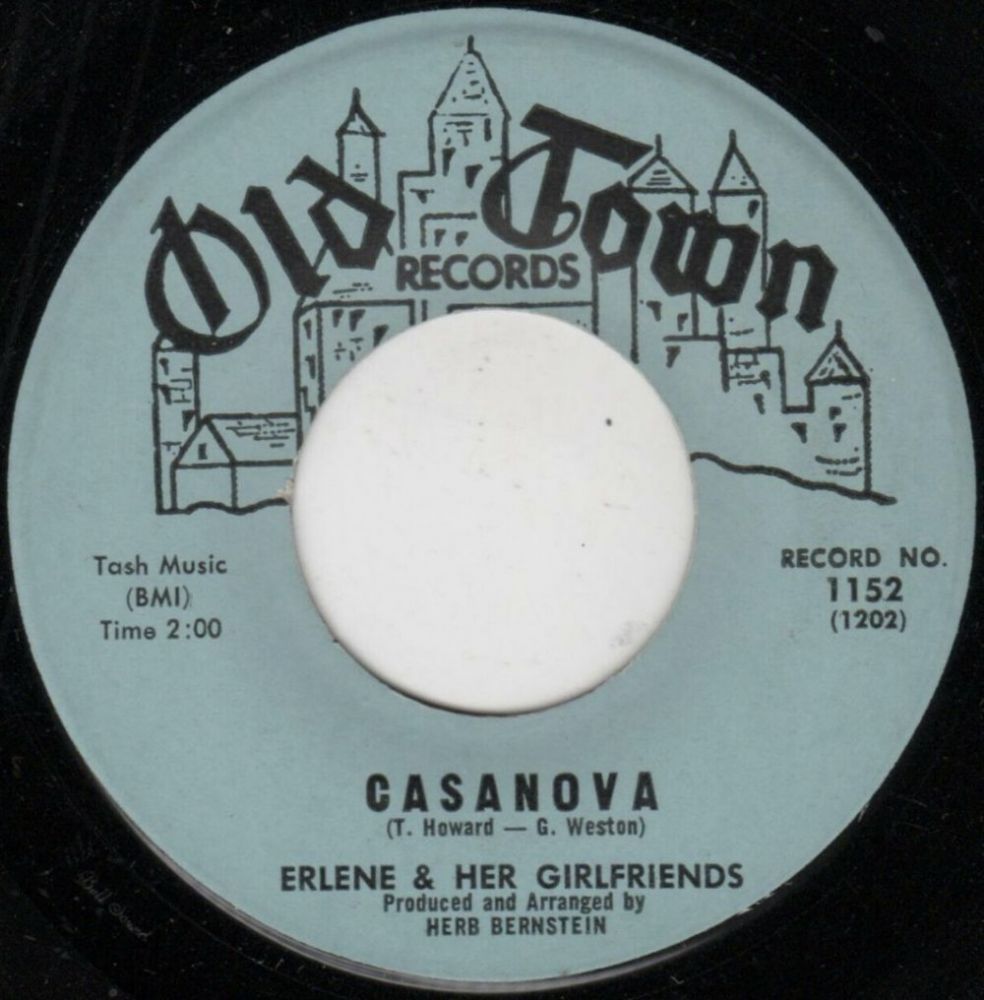 Old Town
RECORDS
Tash Music
(BMI)
Time 2:00
RECORD NO.
1152
(1202)
CASANOVA
(T. Howard — G. Weston)
ERLENE & HER GIRLFRIENDS
Produced and Arranged by
HERB BERNSTEIN